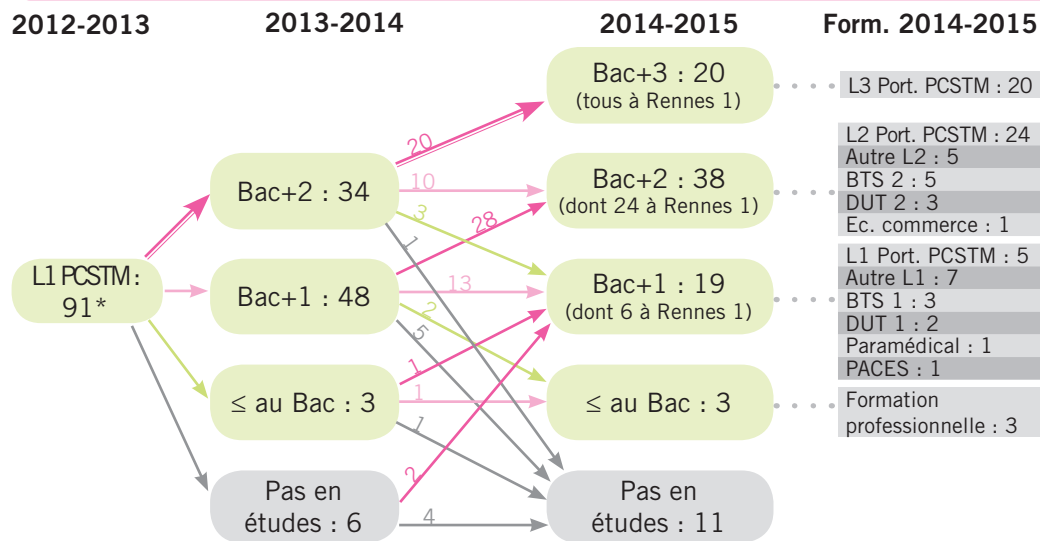 2012-2013
2013-2014
2014-2015
Form. 2014-2015
L1 PCSTM :
91*
Bac+2 : 34
Bac+1 : 48
≤ au Bac : 3
Pas en
études : 6
20
10
3
1
28
13
2
5
1
1
1
2
4
Bac+3 : 20
(tous à Rennes 1)
Bac+2 : 38
(dont 24 à Rennes 1)
Bac+1 : 19
(dont 6 à Rennes 1)
≤ au Bac : 3
Pas en
études : 11
L3 Port. PCSTM : 20
L2 Port. PCSTM : 24
Autre L2 : 5
BTS 2 : 5
DUT 2 : 3
Ec. commerce : 1
L1 Port. PCSTM : 5
Autre L1 : 7
BTS 1 : 3
DUT 1 : 2
Paramédical : 1
PACES : 1
Formation
professionnelle : 3